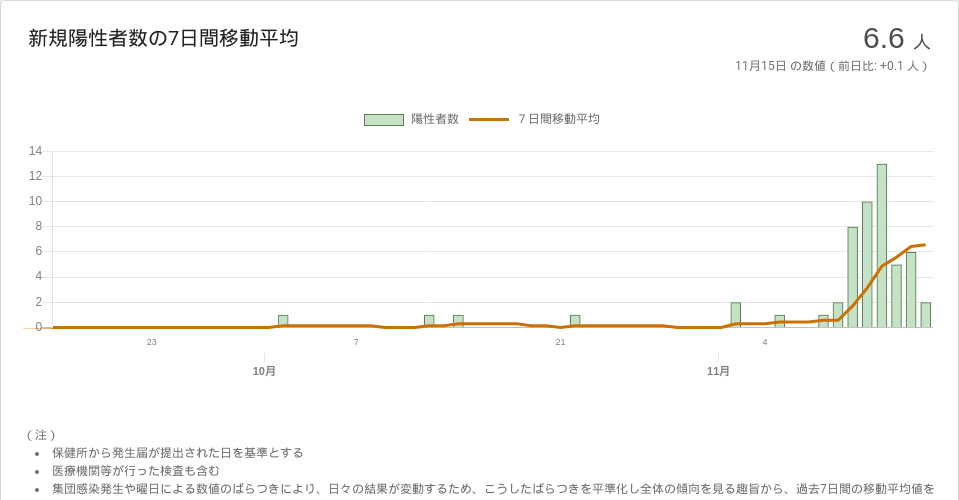 新規陽性者数の7日間移動平均
6.6 人
11月15日 の数値 ( 前日比: +0.1 人 )
陽性者数 7 日間移動平均
14
12
10
8
6
4
2
0
23 7 21 4
10月 11月
( 注 )
• 保健所から発生届が提出された日を基準とする
• 医療機関等が行った検査も含む
• 集団感染発生や曜日による数値のばらつきにより、日々の結果が変動するため、こうしたばらつきを平準化し全体の傾向を見る趣旨から、過去7日間の移動平均値を